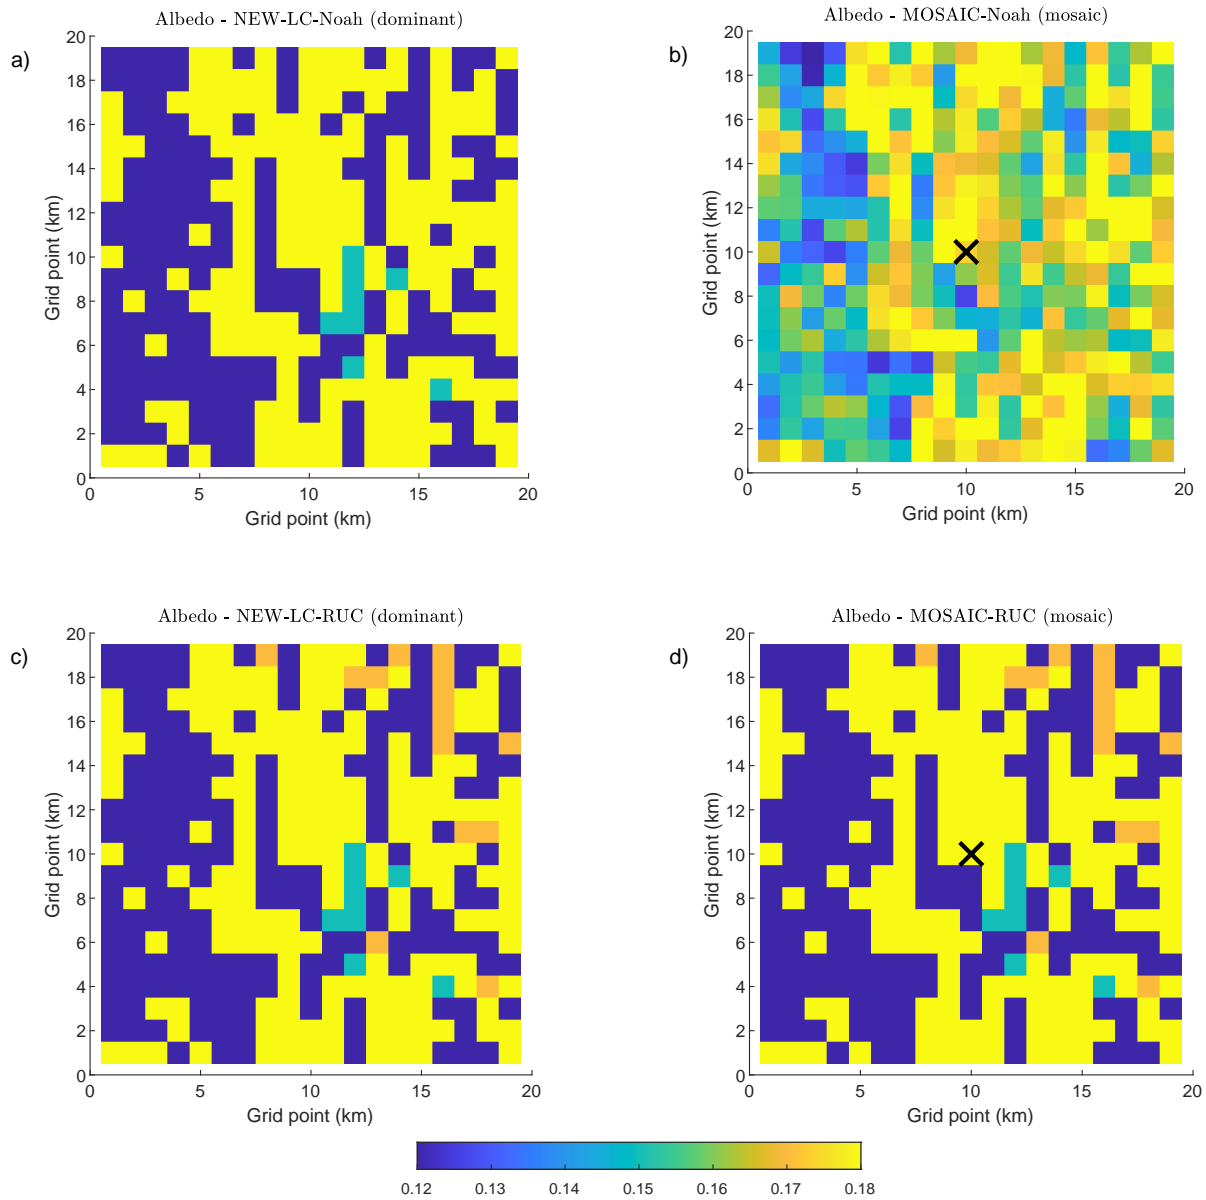 Albedo - NEW-LC-Noah (dominant)
a)
20
18
16
14
12
10
8
6
4
2
0
Grid point (km)
0 5 10 15 20
Grid point (km)
Albedo - MOSAIC-Noah (mosaic)
b)
20
18
16
14
12
10
8
6
4
2
0
Grid point (km)
0 5 10 15 20
Grid point (km)
Albedo - NEW-LC-RUC (dominant)
c)
20
18
16
14
12
10
8
6
4
2
0
Grid point (km)
0 5 10 15 20
Grid point (km)
Albedo - MOSAIC-RUC (mosaic)
d)
20
18
16
14
12
10
8
6
4
2
0
Grid point (km)
0 5 10 15 20
Grid point (km)
0.12 0.13 0.14 0.15 0.16 0.17 0.18